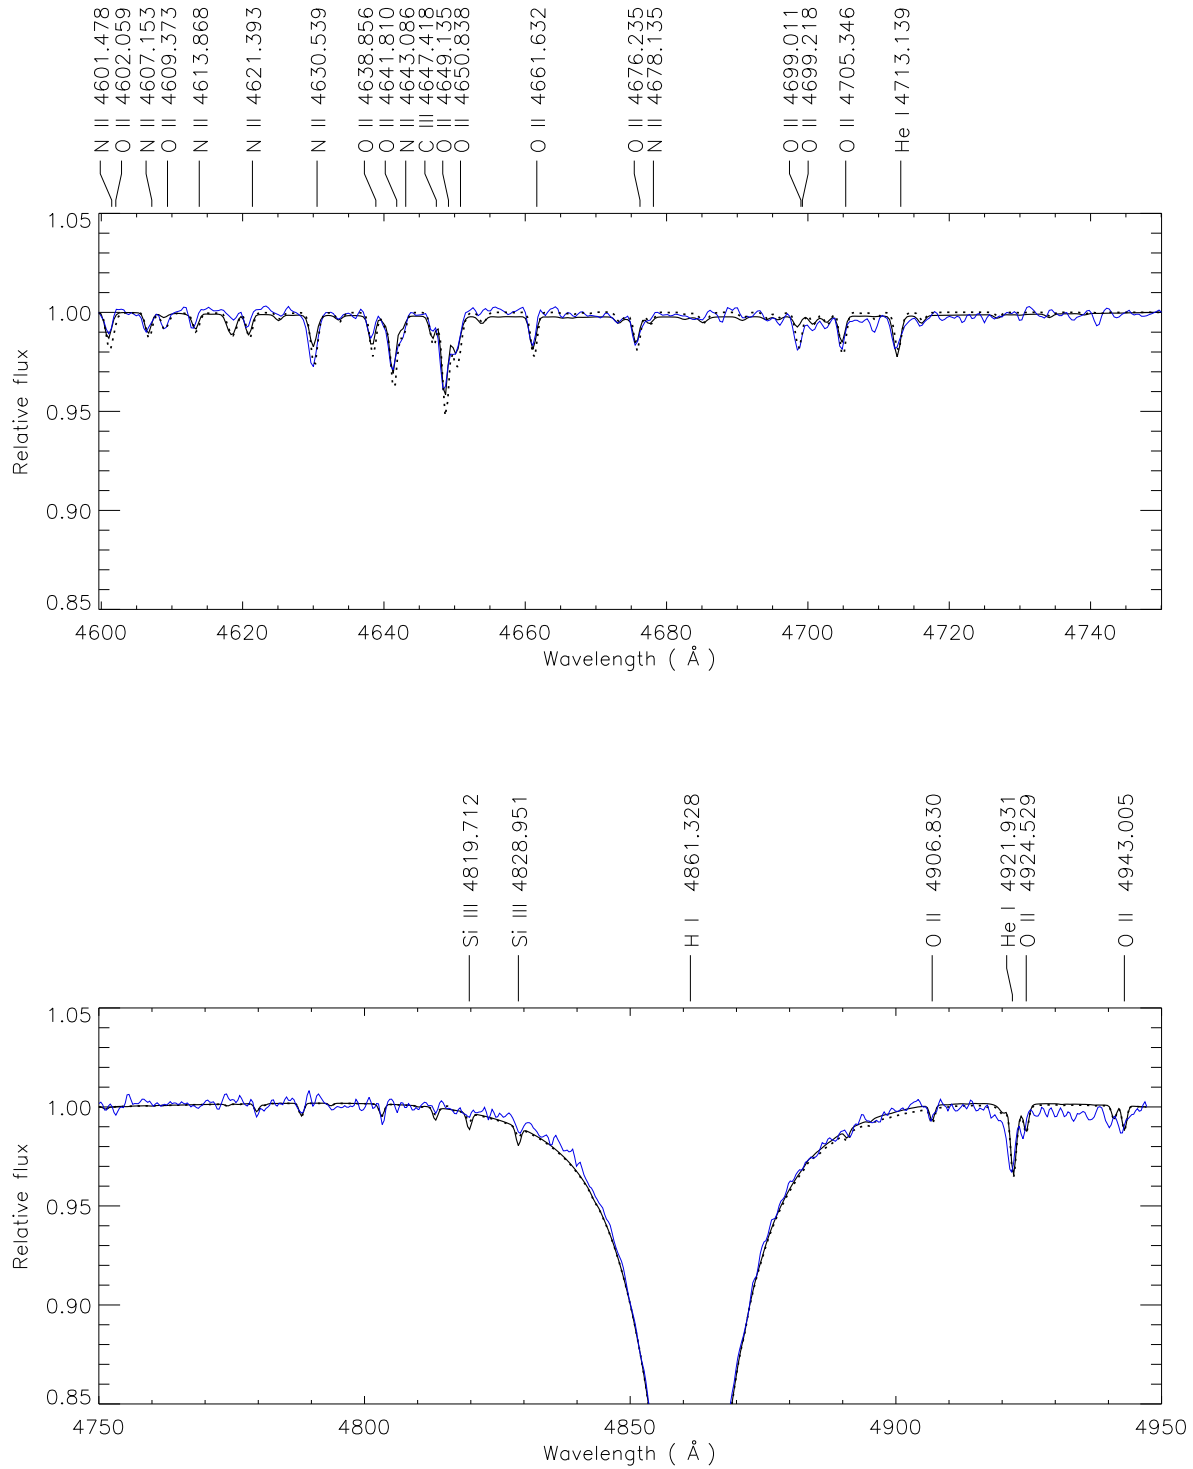 N II 4601.478
O II 4602.059
N II 4607.153
O II 4609.373
N II 4613.868
N II 4621.393
N II 4630.539
O II 4638.856
O II 4641.810
N II 4643.086
C III 4647.418
O II 4649.135
O II 4650.838
O II 4661.632
O II 4676.235
N II 4678.135
O II 4699.011
O II 4699.218
O II 4705.346
He I 4713.139
1.05
1.00
0.95
0.90
0.85
Relative flux
4600 4620 4640 4660 4680 4700 4720 4740
Wavelength ( Å )
Si III 4819.712
Si III 4828.951
H I 4861.328
O II 4906.830
He I 4921.931
O II 4924.529
O II 4943.005
1.05
1.00
0.95
0.90
0.85
Relative flux
4750 4800 4850 4900 4950
Wavelength ( Å )